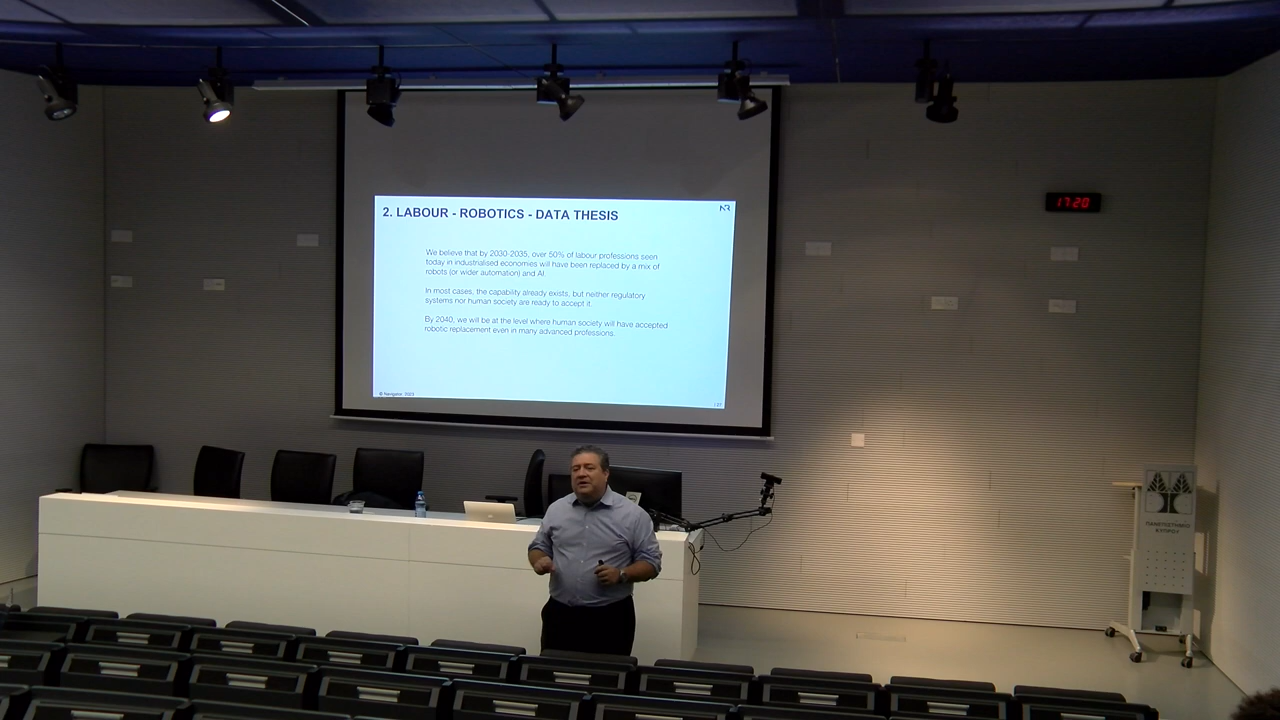 2. LABOUR - ROBOTICS - DATA THESIS
We believe that by 2030-2035, over 50% of labour professions seen
today in industrialised economies will have been replaced by a mix of
robots (or wider automation) and AI.
In most cases, the capability already exists, but neither regulatory
systems nor human society are ready to accept it.
By 2040, we will be at the level where human society will have accepted
robotic replacement even in many advanced professions.
© Navigator, 2023
17:20
ΠΑΝΕΠΙΣΤΗΜΙΟ
ΚΥΠΡΟΥ